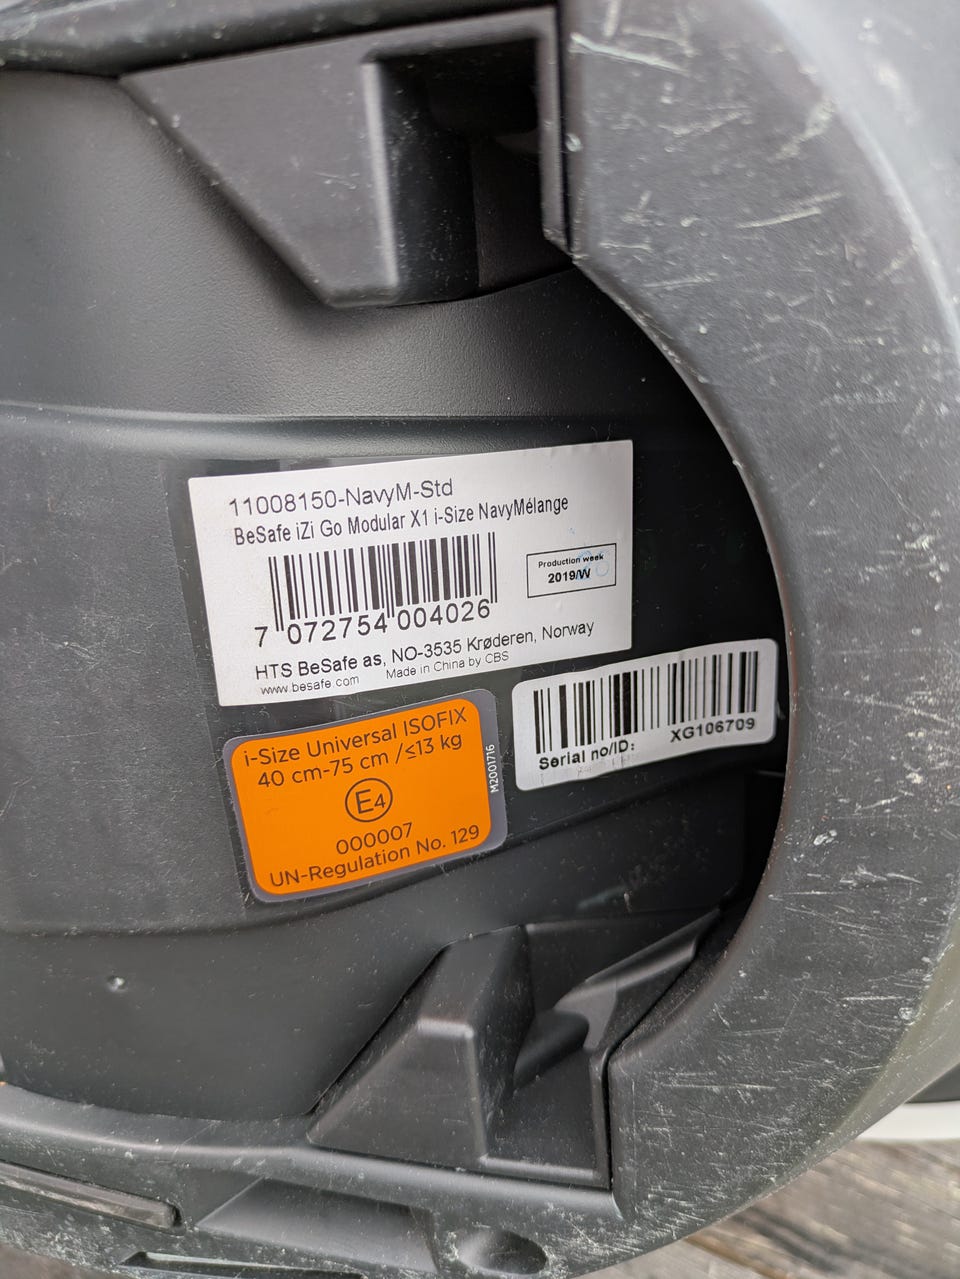 11008150-NavyM-Std
BeSafe iZi Go Modular X1 i-Size NavyMélange
Production week
2019/W
7 072754 004026
HTS BeSafe as, NO-3535 Krøderen, Norway
www.besafe.com Made in China by CBS
Serial no/ID: XG106709
i-Size Universal ISOFIX
40 cm-75 cm /≤13 kg
E4
000007
UN-Regulation No. 129
M2001716